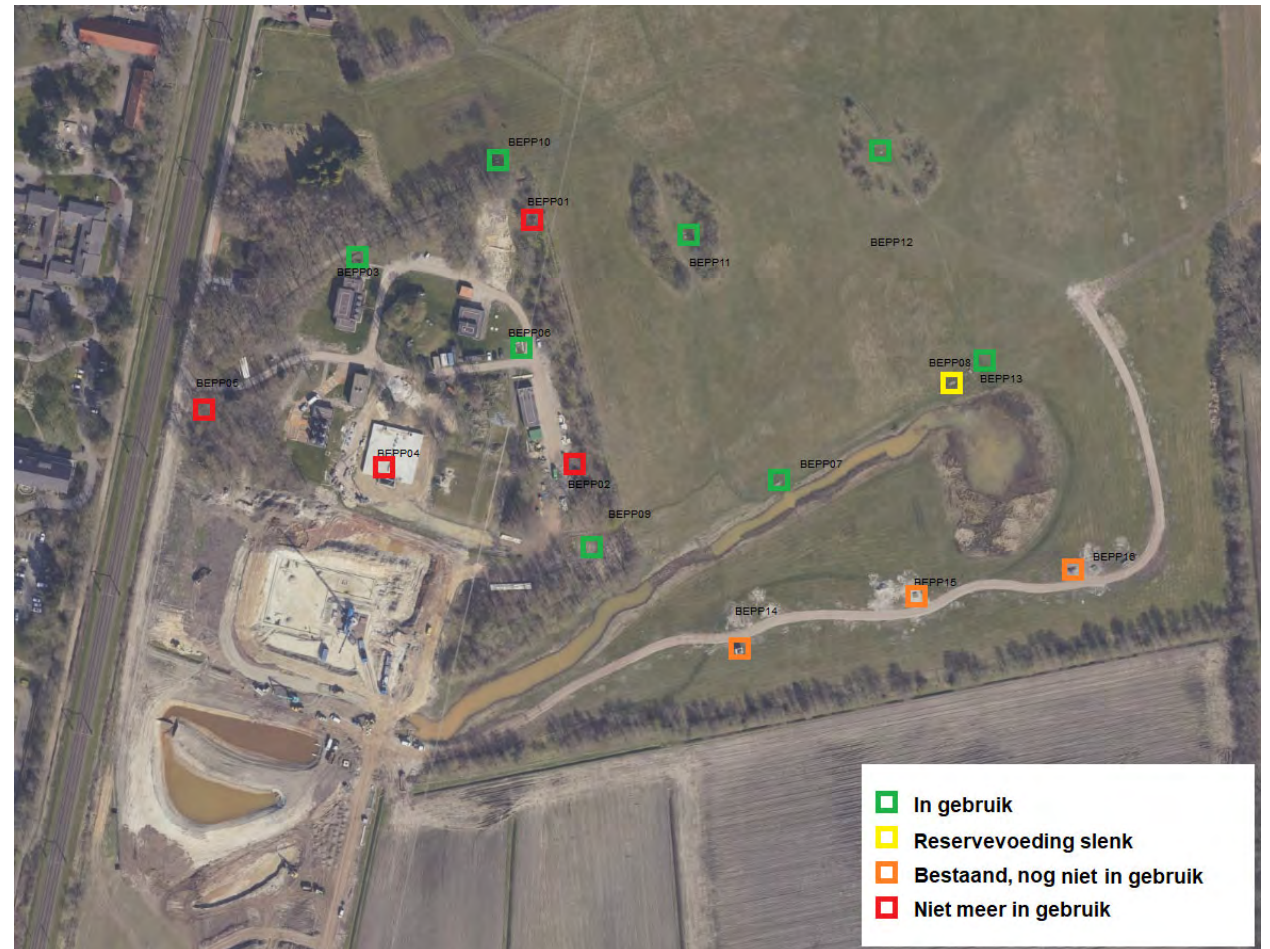 BEPP10
BEPP01
BEPP12
BEPP11
BEPP03
BEPP06
BEPP08
BEPP13
BEPP05
BEPP04
BEPP02
BEPP07
BEPP09
BEPP16
BEPP15
BEPP14
In gebruik
Reservevoeding slenk
Bestaand, nog niet in gebruik
Niet meer in gebruik